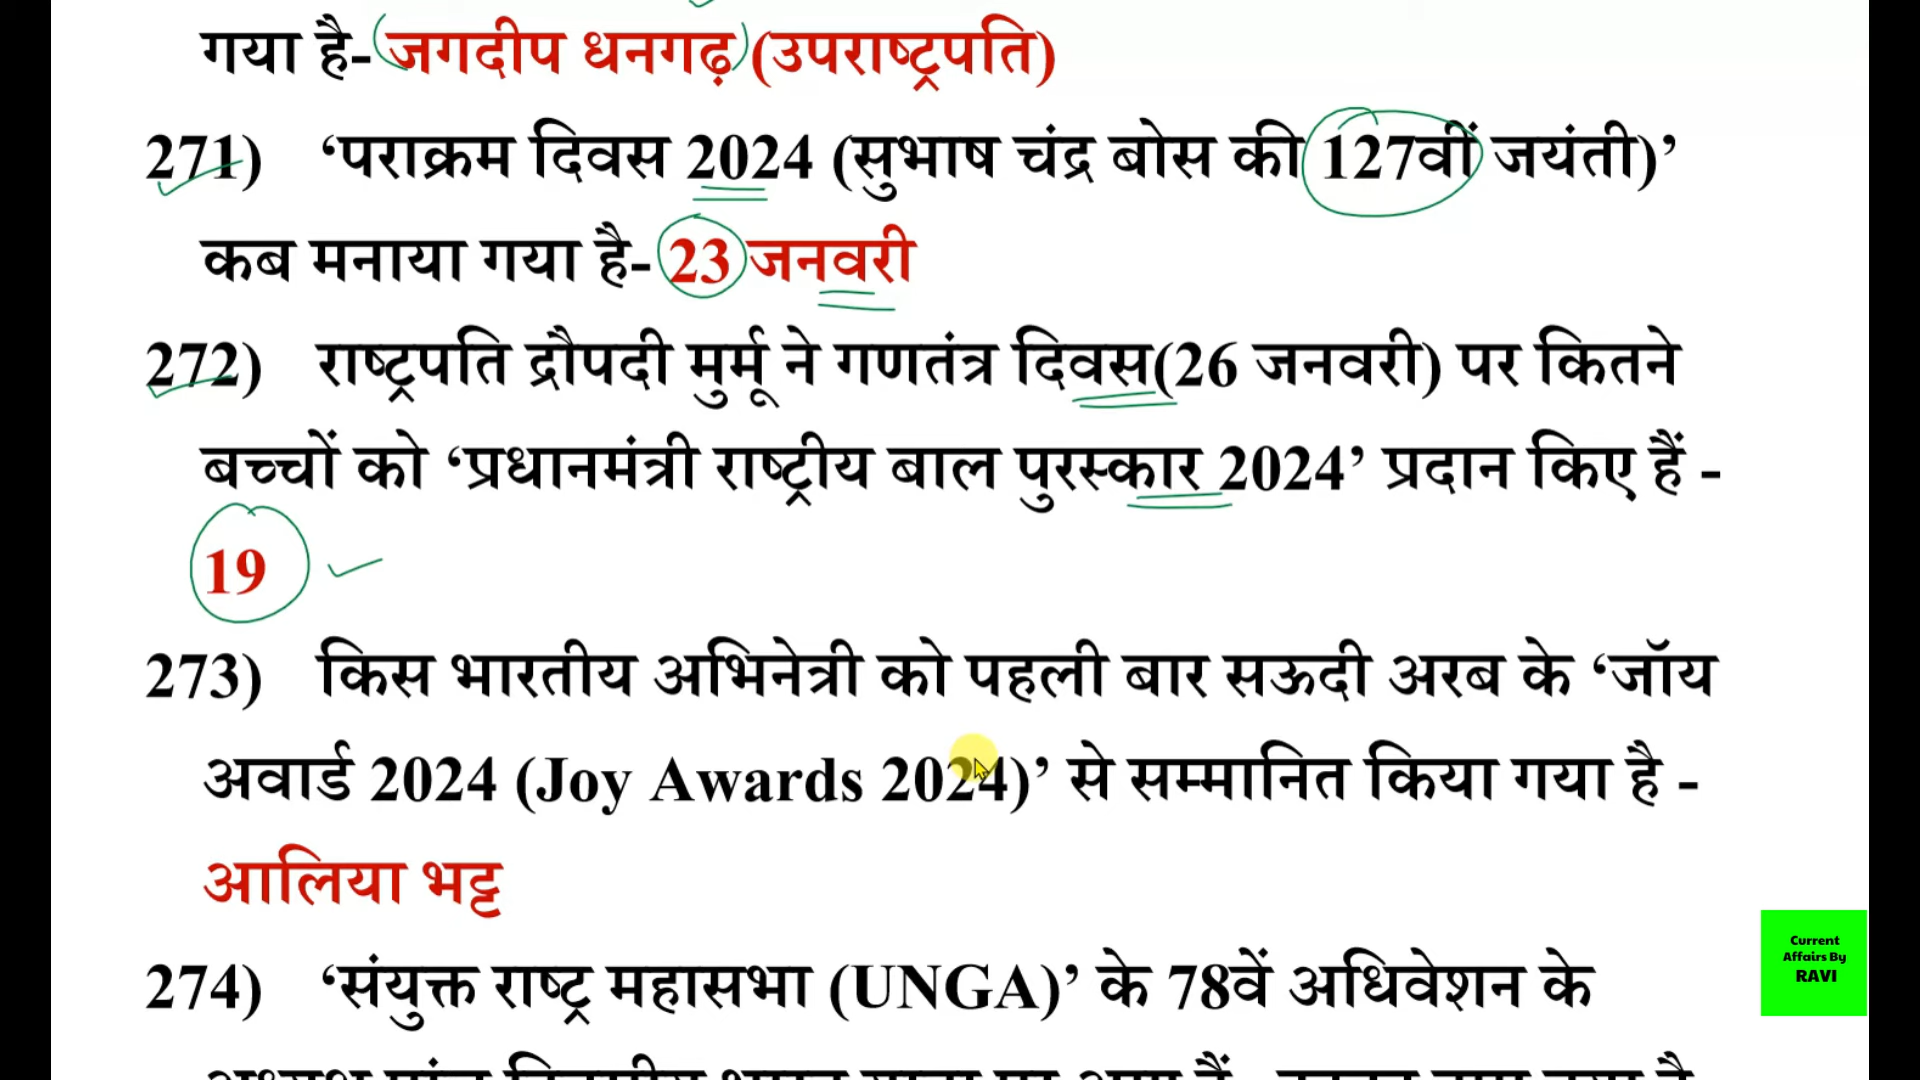 गया है- जगदीप धनगढ़ (उपराष्ट्रपति)
271) ‘पराक्रम दिवस 2024 (सुभाष चंद्र बोस की 127वीं जयंती)’
कब मनाया गया है- 23 जनवरी
272) राष्ट्रपति द्रौपदी मुर्मू ने गणतंत्र दिवस(26 जनवरी) पर कितने
बच्चों को ‘प्रधानमंत्री राष्ट्रीय बाल पुरस्कार 2024’ प्रदान किए हैं -
19
273) किस भारतीय अभिनेत्री को पहली बार सऊदी अरब के ‘जॉय
अवार्ड 2024 (Joy Awards 2024)’ से सम्मानित किया गया है -
आलिया भट्ट
274) ‘संयुक्त राष्ट्र महासभा (UNGA)’ के 78वें अधिवेशन के
Current
Affairs By
RAVI